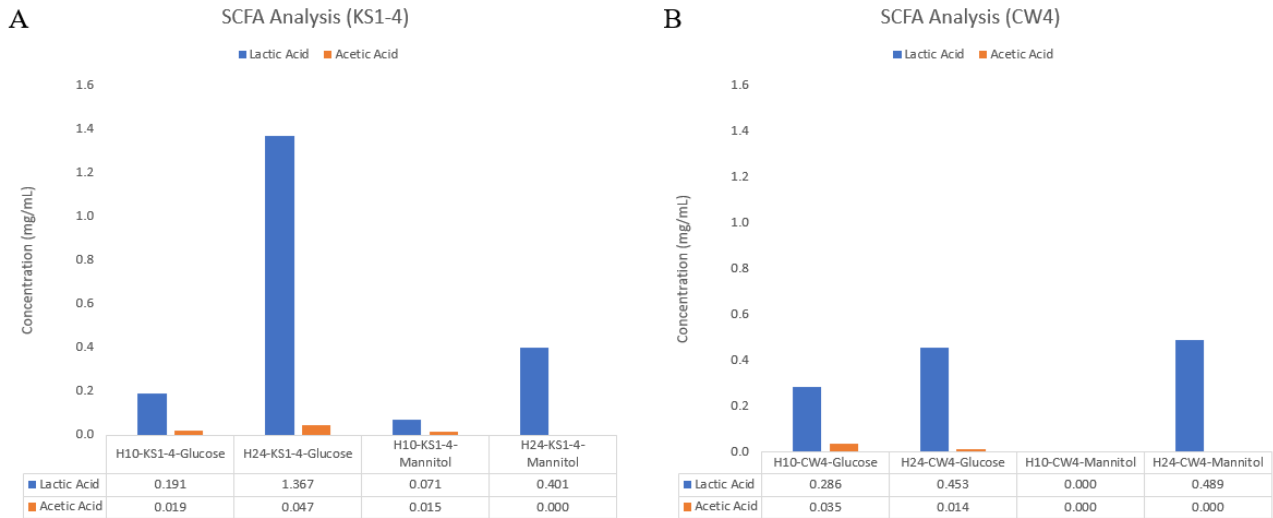 A
SCFA Analysis (KS1-4)
Lactic Acid Acetic Acid
Concentration (mg/mL)
1.6
1.4
1.2
1.0
0.8
0.6
0.4
0.2
0.0
H10-KS1-4-Glucose H24-KS1-4-Glucose H10-KS1-4- H24-KS1-4-
Mannitol Mannitol
Lactic Acid 0.191 1.367 0.071 0.401
Acetic Acid 0.019 0.047 0.015 0.000
B
SCFA Analysis (CW4)
Lactic Acid Acetic Acid
Concentration (mg/mL)
1.6
1.4
1.2
1.0
0.8
0.6
0.4
0.2
0.0
H10-CW4-Glucose H24-CW4-Glucose H10-CW4-Mannitol H24-CW4-Mannitol
Lactic Acid 0.286 0.453 0.000 0.489
Acetic Acid 0.035 0.014 0.000 0.000